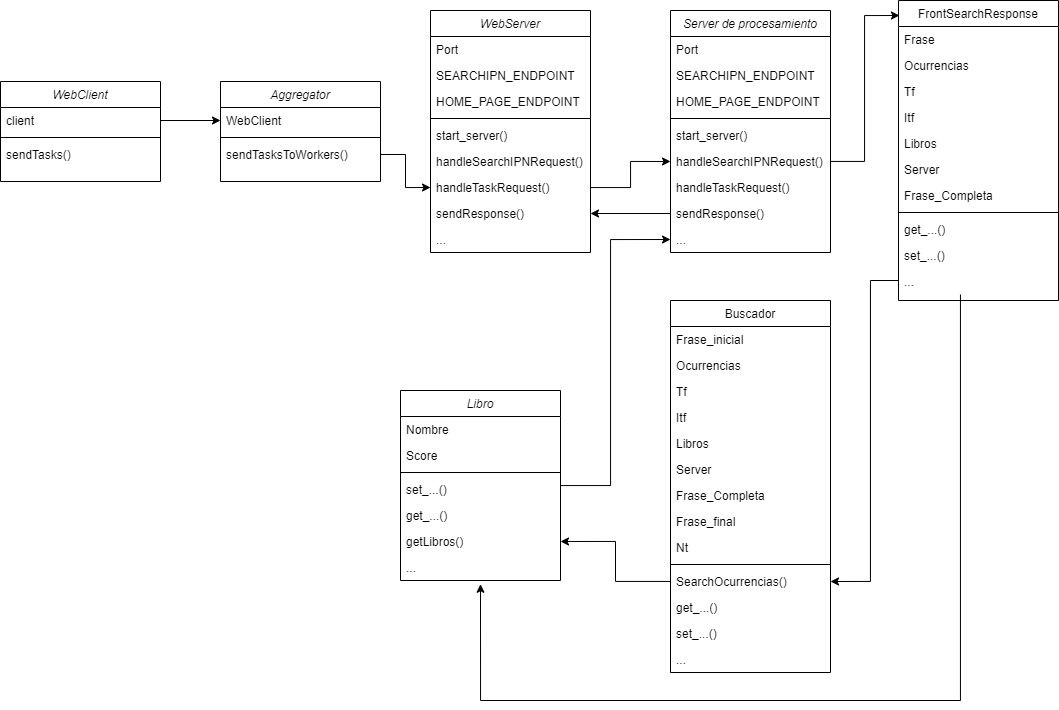 WebClient
client
sendTasks()
Aggregator
WebClient
sendTasksToWorkers()
WebServer
Port
SEARCHIPN_ENDPOINT
HOME_PAGE_ENDPOINT
start_server()
handleSearchIPNRequest()
handleTaskRequest()
sendResponse()
...
Server de procesamiento
Port
SEARCHIPN_ENDPOINT
HOME_PAGE_ENDPOINT
start_server()
handleSearchIPNRequest()
handleTaskRequest()
sendResponse()
...
FrontSearchResponse
Frase
Ocurrencias
Tf
Itf
Libros
Server
Frase_Completa
get_...()
set_...()
...
Buscador
Frase_inicial
Ocurrencias
Tf
Itf
Libros
Server
Frase_Completa
Frase_final
Nt
SearchOcurrencias()
get_...()
set_...()
...
Libro
Nombre
Score
set_...()
get_...()
getLibros()
...